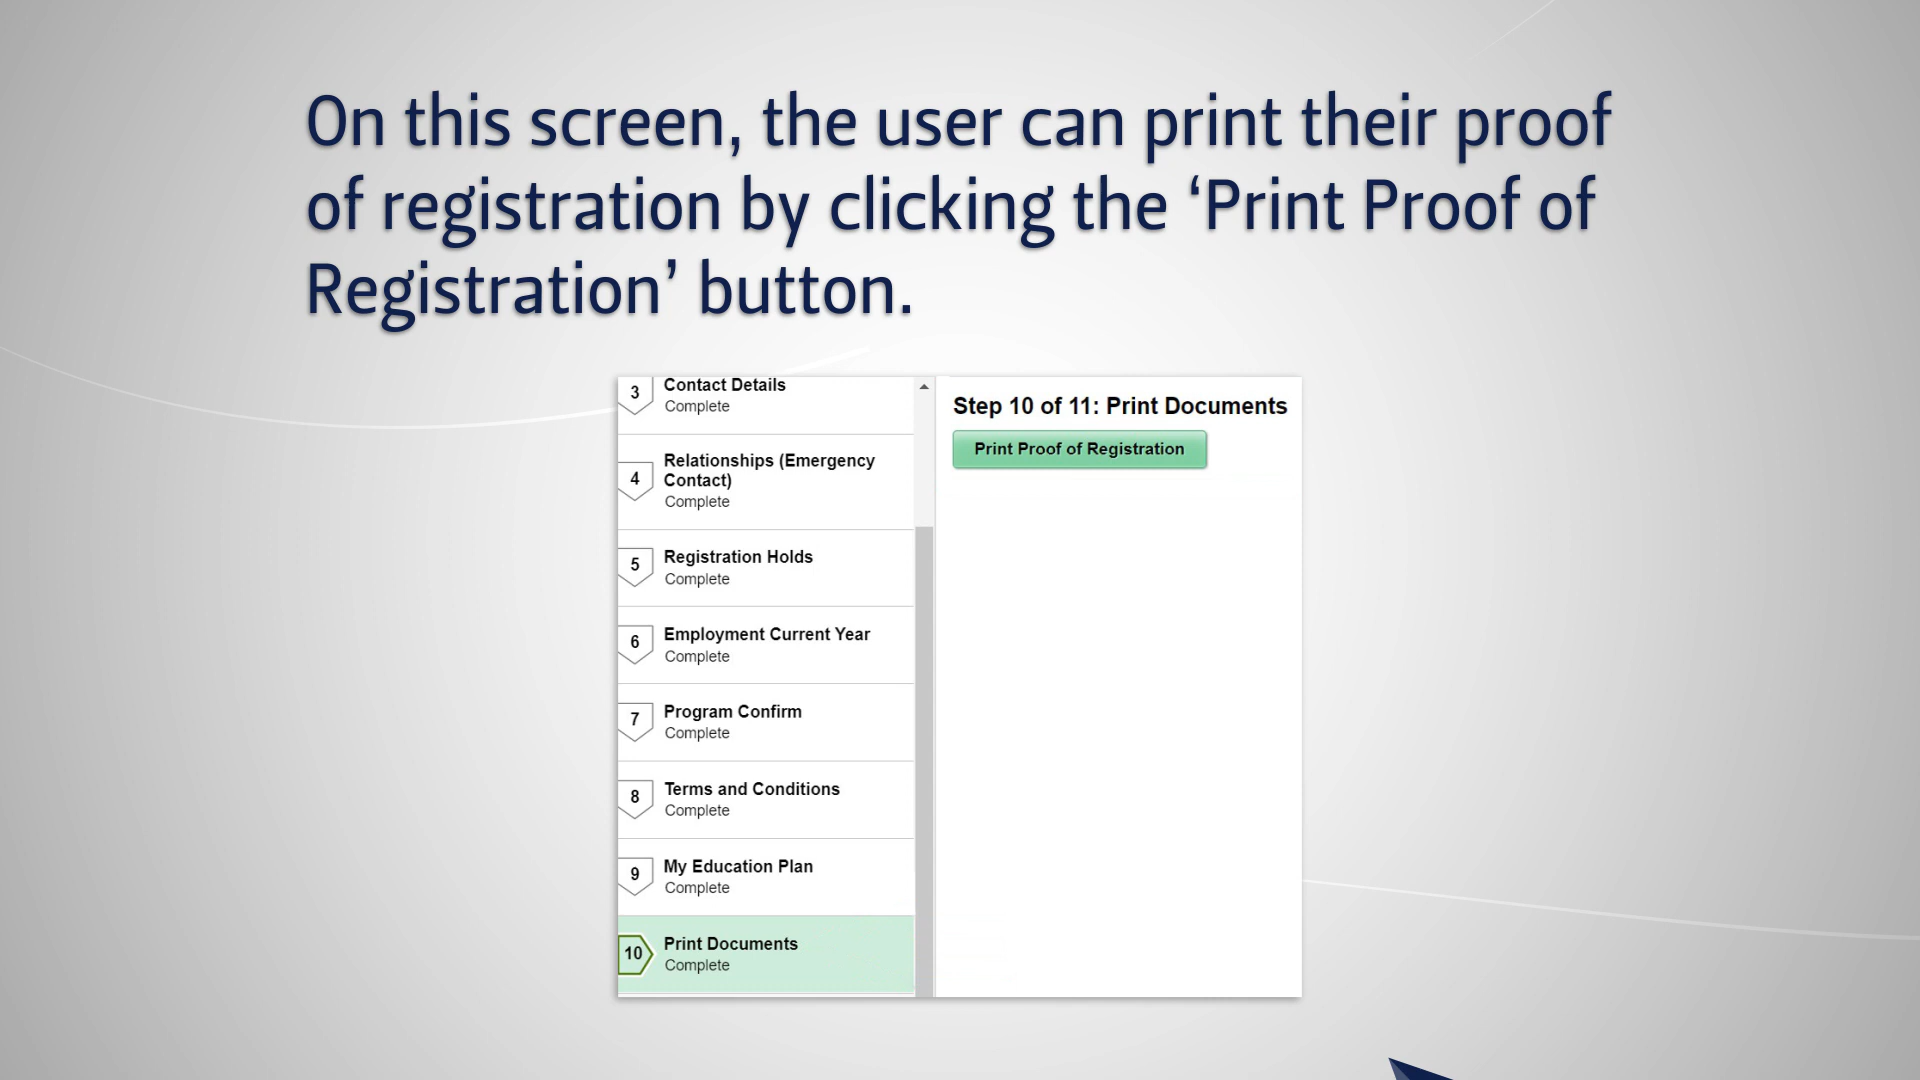 On this screen, the user can print their proof
of registration by clicking the ‘Print Proof of
Registration’ button.
3
Contact Details
Complete
4
Relationships (Emergency
Contact)
Complete
5
Registration Holds
Complete
6
Employment Current Year
Complete
7
Program Confirm
Complete
8
Terms and Conditions
Complete
9
My Education Plan
Complete
10
Print Documents
Complete
Step 10 of 11: Print Documents
Print Proof of Registration